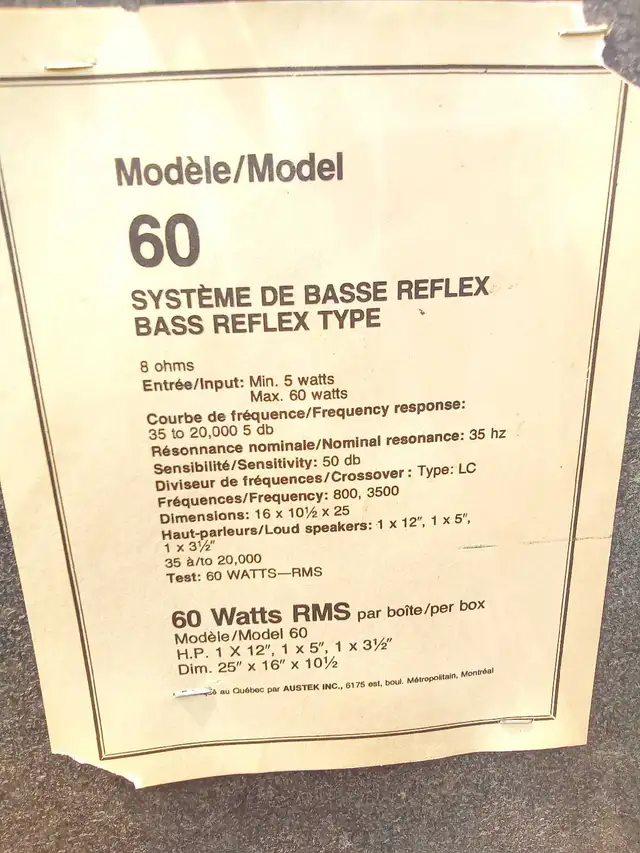 Modèle/Model
60
SYSTÈME DE BASSE REFLEX
BASS REFLEX TYPE
8 ohms
Entrée/Input: Min. 5 watts
Max. 60 watts
Courbe de fréquence/Frequency response:
35 to 20,000 5 db
Résonnance nominale/Nominal resonance: 35 hz
Sensibilité/Sensitivity: 50 db
Diviseur de fréquences/Crossover : Type: LC
Fréquences/Frequency: 800, 3500
Dimensions: 16 x 10½ x 25
Haut-parleurs/Loud speakers: 1 x 12", 1 x 5",
1 x 3½"
35 à/to 20,000
Test: 60 WATTS—RMS
60 Watts RMS par boîte/per box
Modèle/Model 60
H.P. 1 X 12", 1 x 5", 1 x 3½"
Dim. 25" x 16" x 10½
au Québec par AUSTEK INC., 6175 est, boul. Métropolitain, Montréal